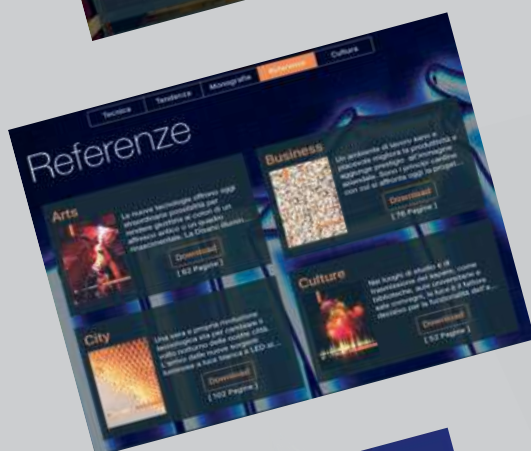 Tecnica
Tendenze
Monografie
Referenze
Cultura
Referenze
Arts
Le nuove tecnologie offrono oggi
straordinarie possibilità per
rendere giustizia ai colori di un
affresco antico o un quadro
rinascimentale. La Divina
Download
[ 62 Pagine ]
Business
Un ambiente di lavoro sano e
piacevole migliora la produttività e
aggiunge prestigio all'immagine
aziendale. Sono i principi cardine
non cui si affronta oggi la proget...
Download
[ 76 Pagine ]
City
Una vera e propria rivoluzione
tecnologica sta per cambiare il
volto notturno delle nostre città.
L'arrivo delle nuove sorgenti
luminose a luce bianca a LED si...
Download
[ 102 Pagine ]
Culture
Nei luoghi di studio e di
trasmissione del sapere, come
biblioteche, aule universitarie e
sale convegni, la luce è il fattore
decisivo per la funzionalità dell'a...
Download
[ 52 Pagine ]